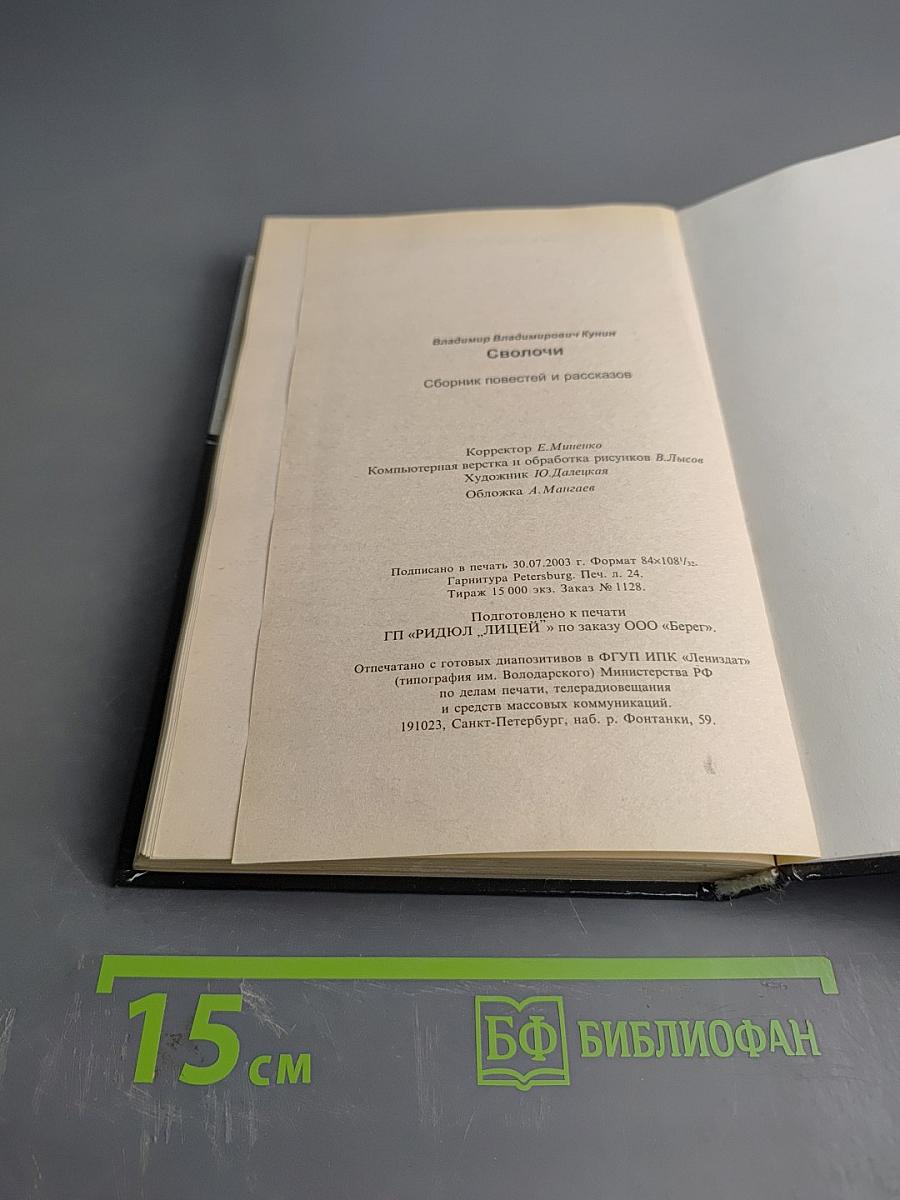 Владимир Владимирович Кунин
Сволочи
Сборник повестей и рассказов
Корректор Е.Миненко
Компьютерная верстка и обработка рисунков В.Лысов
Художник Ю.Далецкая
Обложка А.Мангаев
Подписано в печать 30.07.2003 г. Формат 84×108¹/₃₂.
Гарнитура Petersburg. Печ. л. 24.
Тираж 15 000 экз. Заказ № 1128.
Подготовлено к печати
ГП «РИДЮЛ „ЛИЦЕЙ"» по заказу ООО «Берег».
Отпечатано с готовых диапозитивов в ФГУП ИПК «Лениздат»
(типография им. Володарского) Министерства РФ
по делам печати, телерадиовещания
и средств массовых коммуникаций.
191023, Санкт-Петербург, наб. р. Фонтанки, 59.
15 см
БФ БИБЛИОФАН